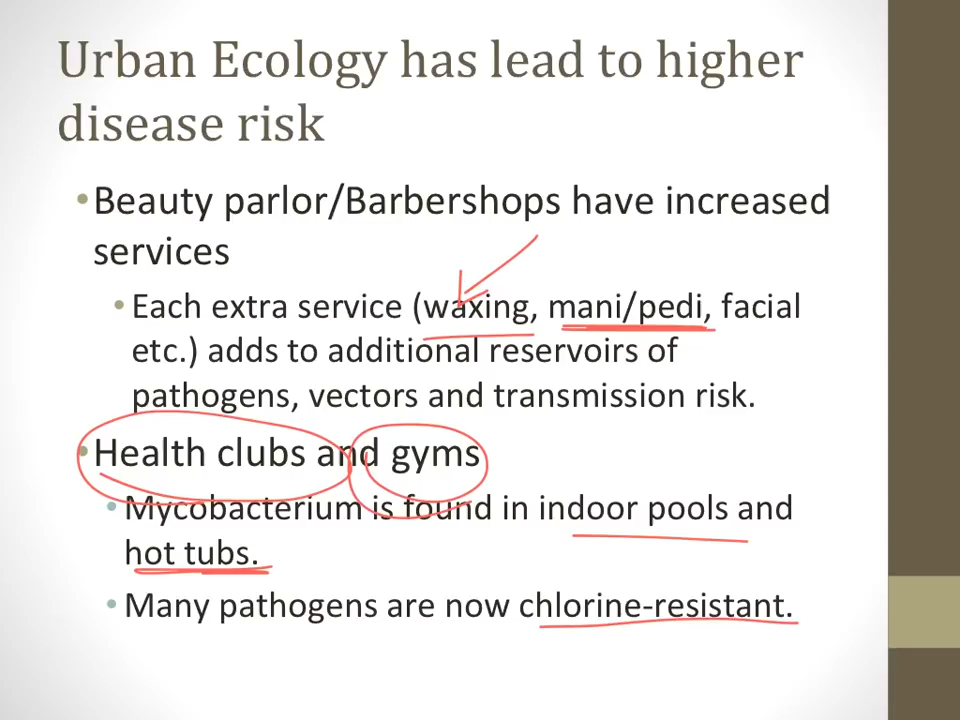 Urban Ecology has lead to higher
disease risk
•Beauty parlor/Barbershops have increased
services
•Each extra service (waxing, mani/pedi, facial
etc.) adds to additional reservoirs of
pathogens, vectors and transmission risk.
•Health clubs and gyms
•Mycobacterium is found in indoor pools and
hot tubs.
•Many pathogens are now chlorine-resistant.